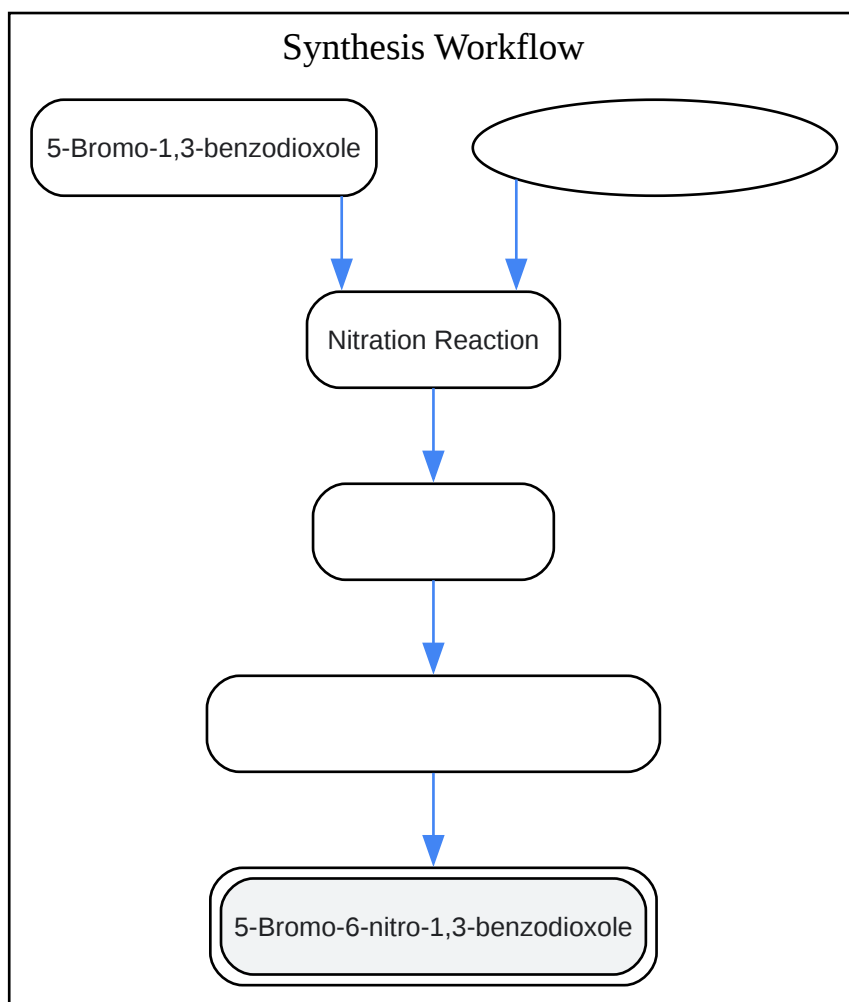 Synthesis Workflow
5-Bromo-1,3-benzodioxole
Nitration Reaction
5-Bromo-6-nitro-1,3-benzodioxole